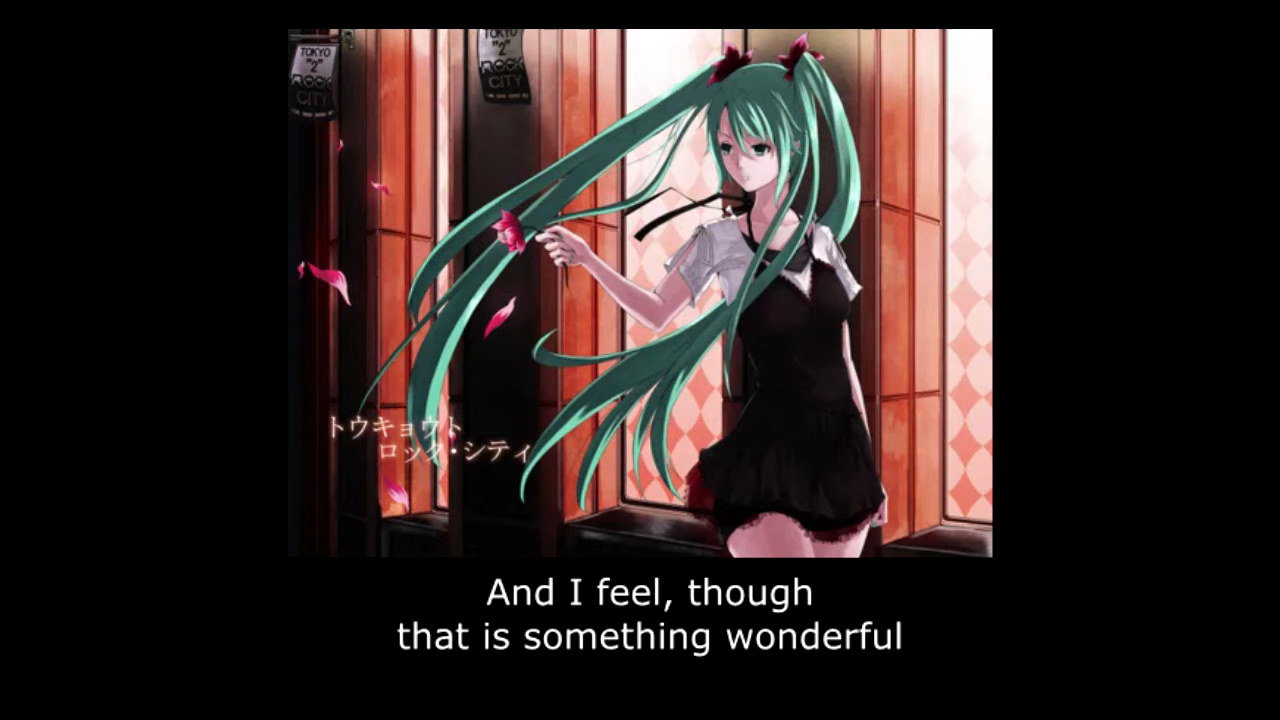 TOKYO
"2"
ROCK
CITY
TOKYO
"2"
ROCK
CITY
トウキョウト
ロック・シティ
And I feel, though
that is something wonderful